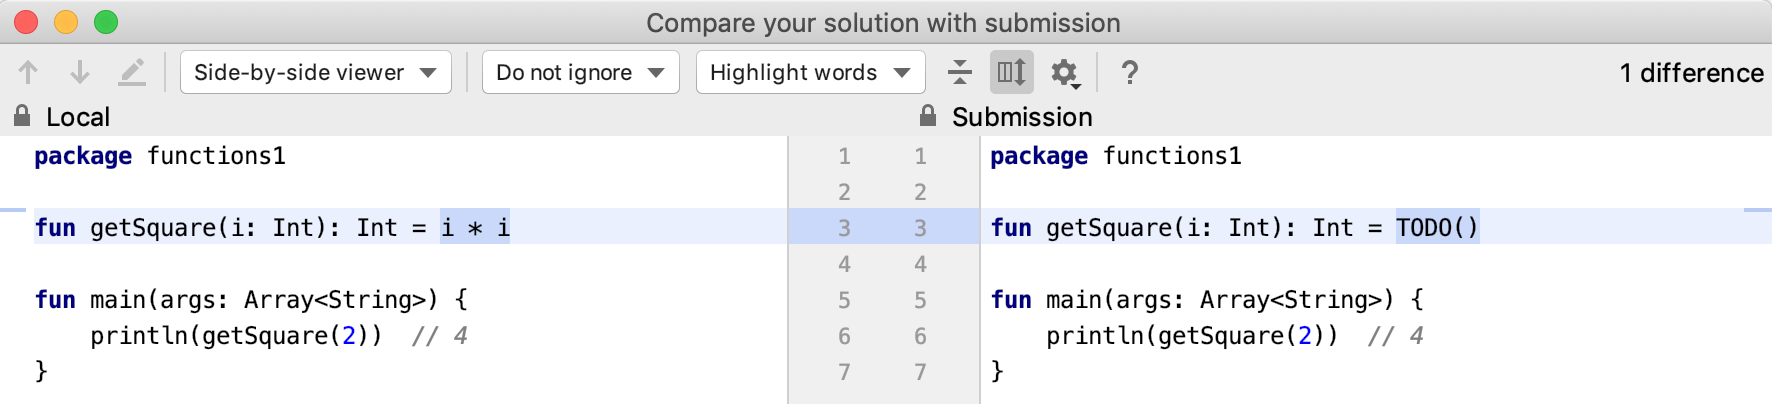 Compare your solution with submission
Side-by-side viewer Do not ignore Highlight words ? 1 difference
Local Submission
package functions1 1 1 package functions1
2 2
fun getSquare(i: Int): Int = i * i 3 3 fun getSquare(i: Int): Int = TODO()
4 4
fun main(args: Array<String>) { 5 5 fun main(args: Array<String>) {
    println(getSquare(2))  // 4 6 6     println(getSquare(2))  // 4
} 7 7 }